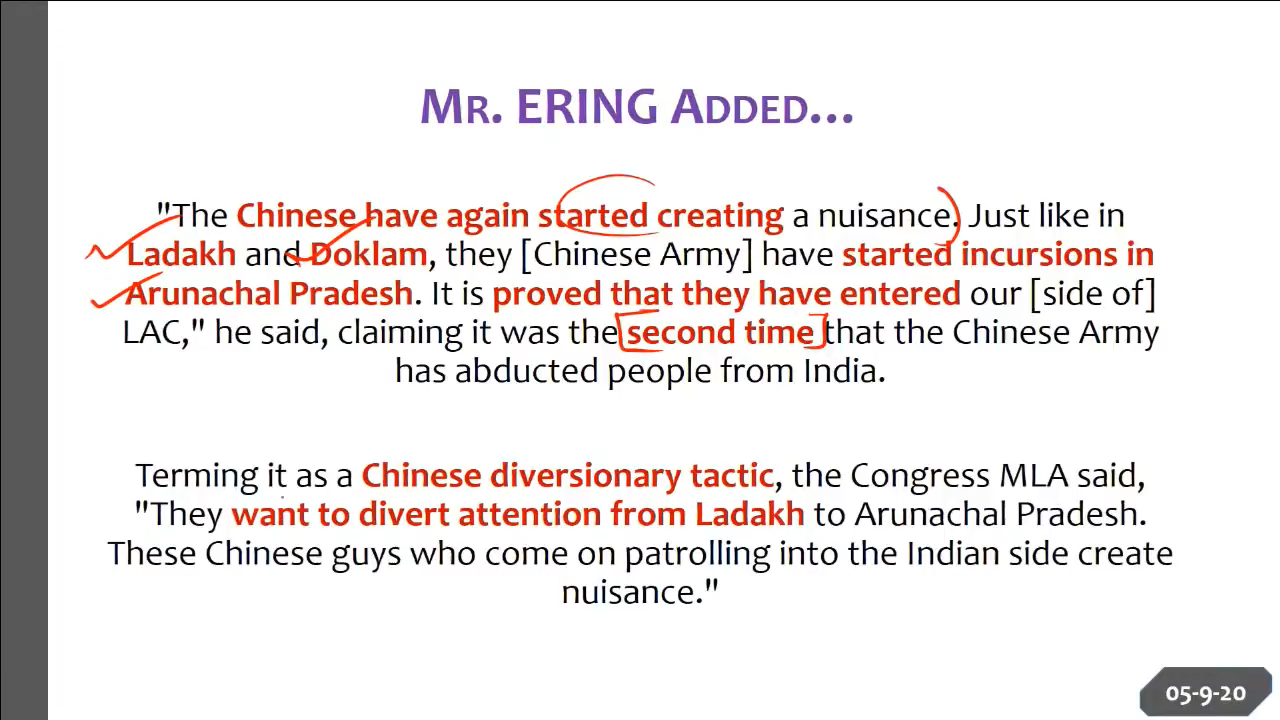 MR. ERING ADDED...
"The Chinese have again started creating a nuisance. Just like in
Ladakh and Doklam, they [Chinese Army] have started incursions in
Arunachal Pradesh. It is proved that they have entered our [side of]
LAC," he said, claiming it was the second time that the Chinese Army
has abducted people from India.
Terming it as a Chinese diversionary tactic, the Congress MLA said,
"They want to divert attention from Ladakh to Arunachal Pradesh.
These Chinese guys who come on patrolling into the Indian side create
nuisance."
05-9-20